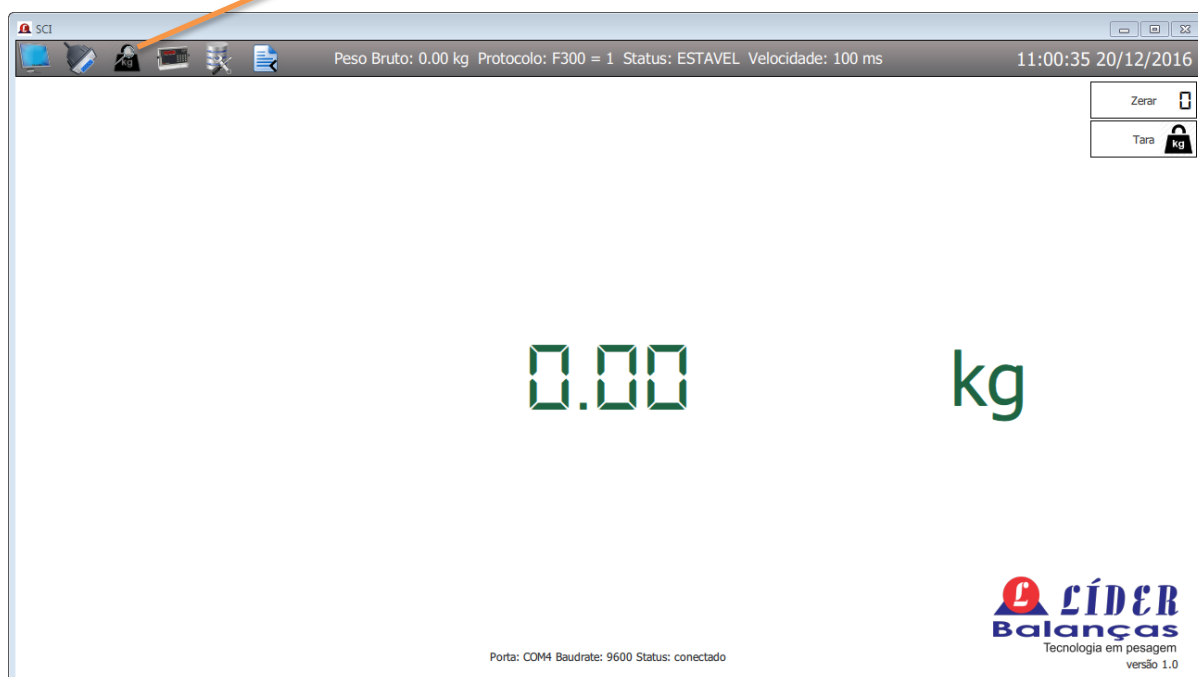 SCI
Peso Bruto: 0.00 kg Protocolo: F300 = 1 Status: ESTAVEL Velocidade: 100 ms
11:00:35 20/12/2016
kg
Zerar 0
Tara kg
0.00 kg
L LÍDER
Balanças
Tecnologia em pesagem
versão 1.0
Porta: COM4 Baudrate: 9600 Status: conectado